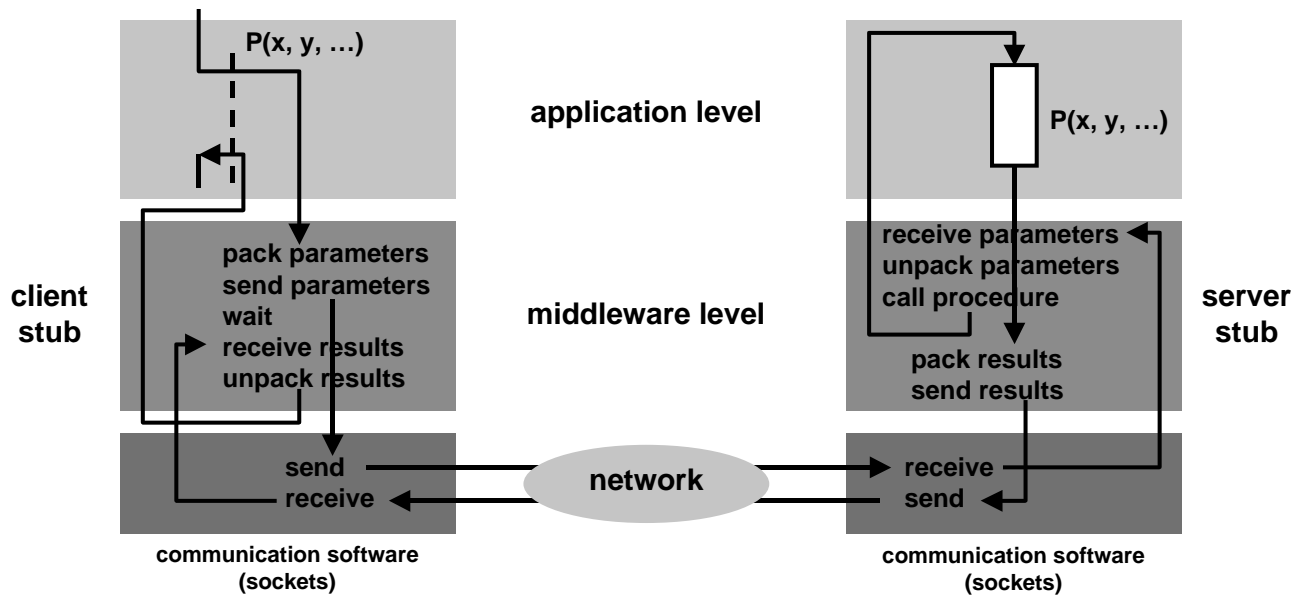 P(x, y, …)
application level
P(x, y, …)
client
stub
pack parameters
send parameters
wait
receive results
unpack results
middleware level
receive parameters
unpack parameters
call procedure
pack results
send results
server
stub
send
receive
network
receive
send
communication software
(sockets)
communication software
(sockets)